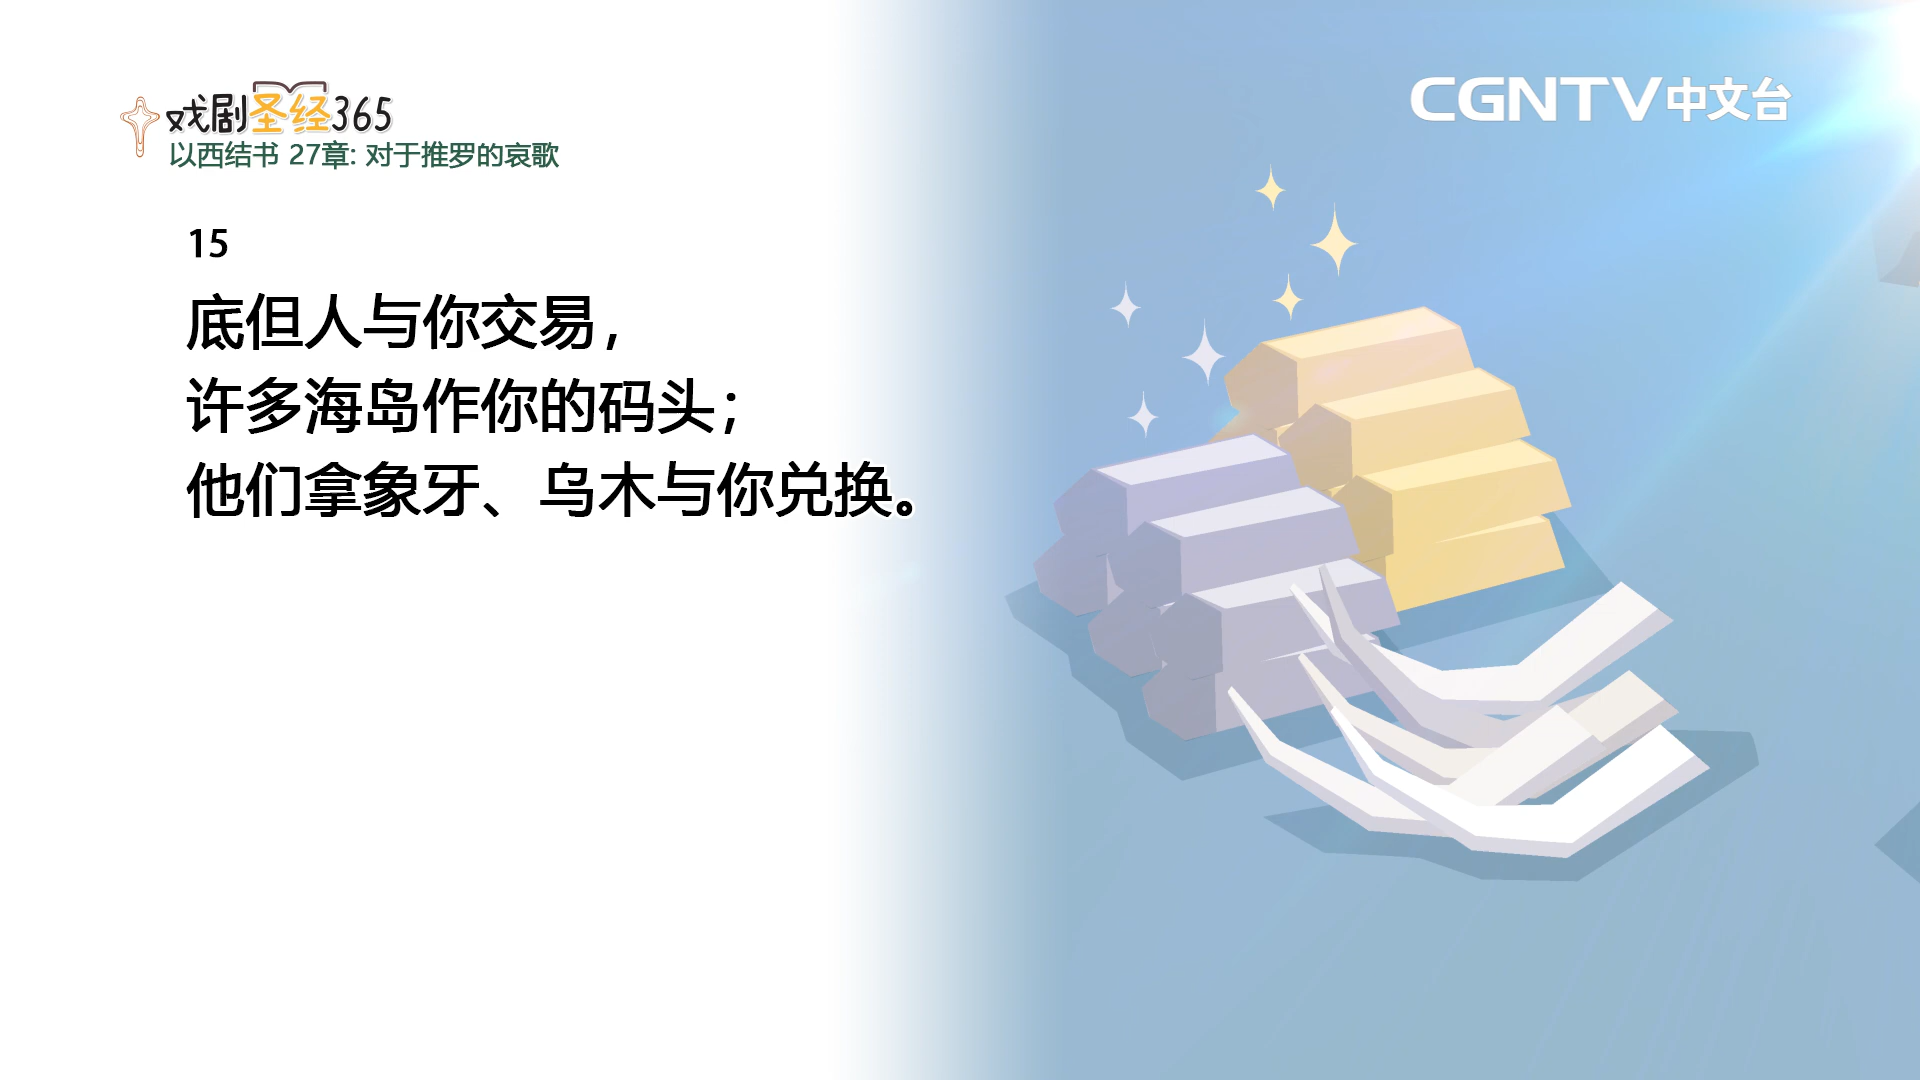 戏剧圣经365
CGNTV中文台
以西结书 27章: 对于推罗的哀歌
15
底但人与你交易，
许多海岛作你的码头；
他们拿象牙、乌木与你兑换。